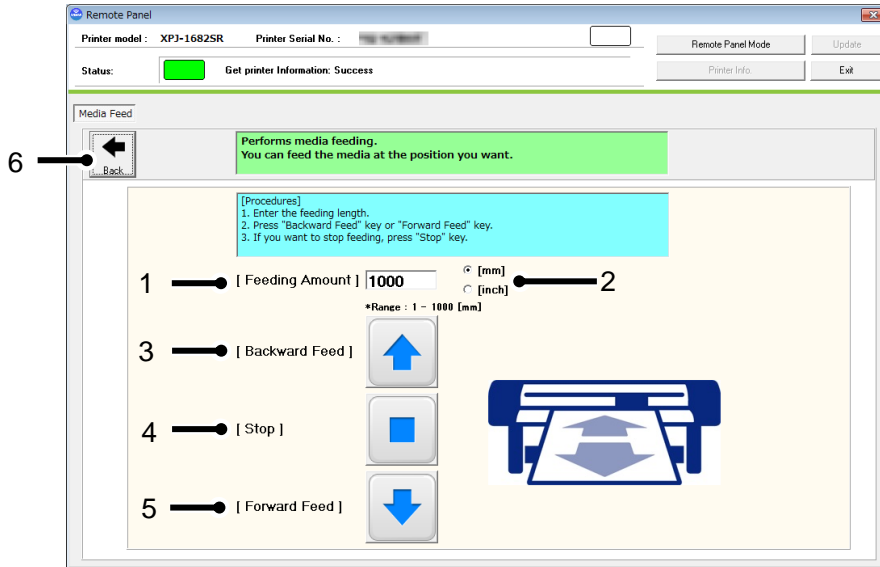 Remote Panel
Printer model : XPJ-1682SR Printer Serial No. :
Remote Panel Mode Update
Status: Get printer Information: Success
Printer Info. Exit
Media Feed
Back
Performs media feeding.
You can feed the media at the position you want.
6
[Procedures]
1. Enter the feeding length.
2. Press "Backward Feed" key or "Forward Feed" key.
3. If you want to stop feeding, press "Stop" key.
1 [ Feeding Amount ] 1000 [mm]
[inch] 2
*Range : 1 - 1000 [mm]
3 [ Backward Feed ]
4 [ Stop ]
5 [ Forward Feed ]